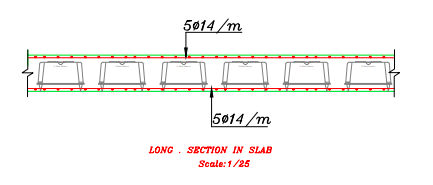 5ø14/m
5ø14/m
LONG . SECTION IN SLAB
Scale:1/25